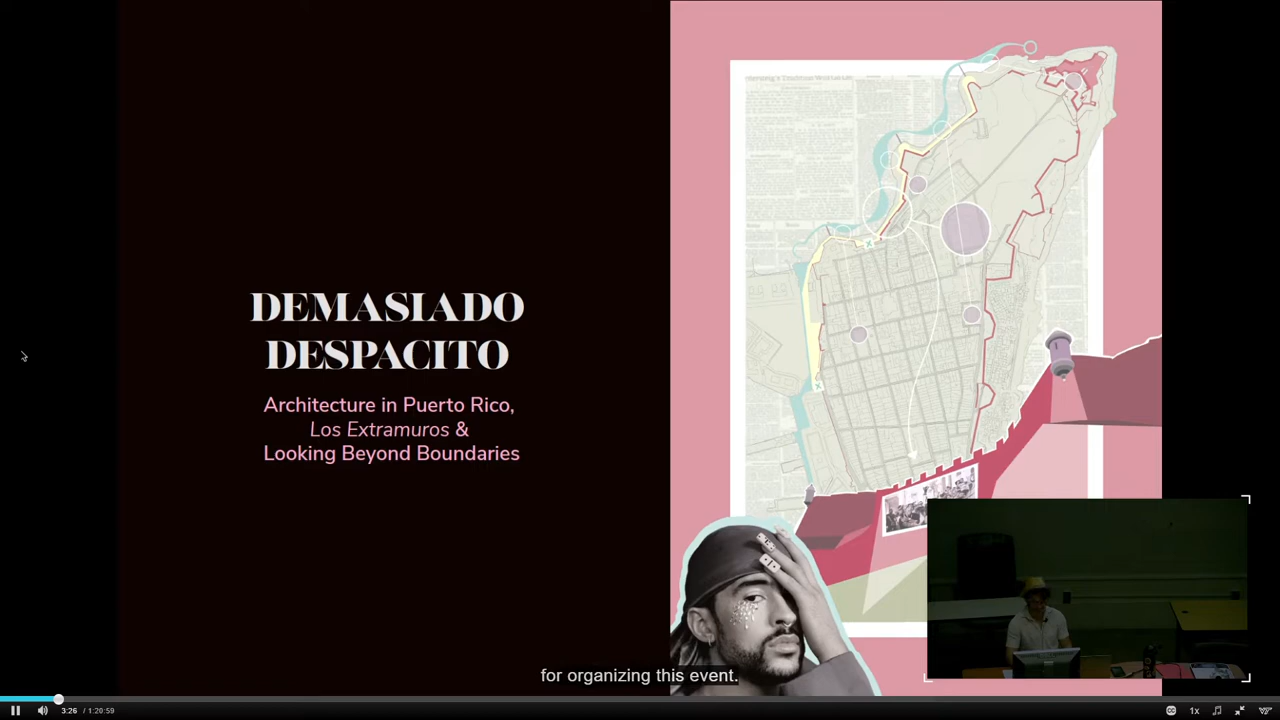 DEMASIADO
DESPACITO
Architecture in Puerto Rico,
Los Extramuros &
Looking Beyond Boundaries
for organizing this event.
3:26 / 1:20:59
CC
1x